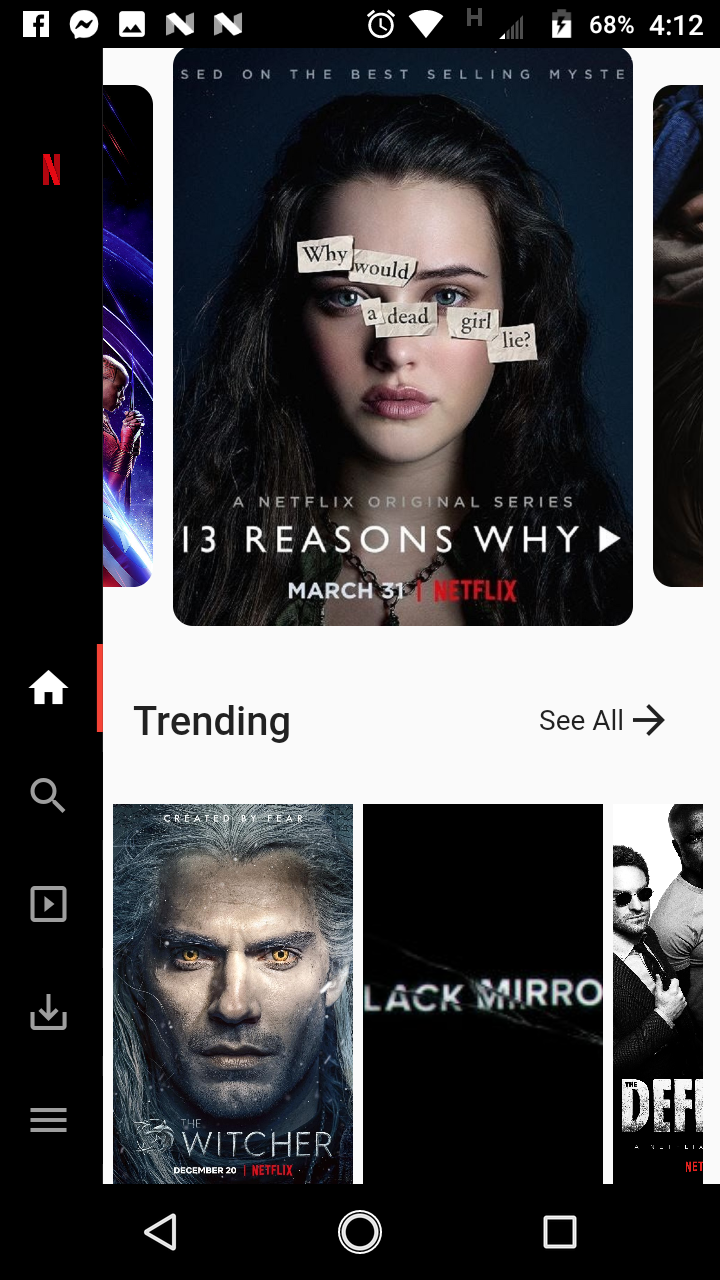 H 68% 4:12
N
SED ON THE BEST SELLING MYSTE
Why would
a dead girl
lie?
A NETFLIX ORIGINAL SERIES
13 REASONS WHY
MARCH 31 | NETFLIX
Trending
See All
CREATED BY FEAR
THE
WITCHER
DECEMBER 20 | NETFLIX
LACK MIRRO
THE
DEF
NET